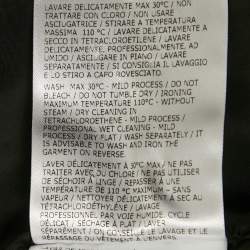 LAVARE DELICATAMENTE MAX 30°C / NON
TRATTARE CON CLORO / NON USARE
ASCIUGATRICE / STIRARE A TEMPERATURA
MASSIMA 110 °C / LAVARE DELICATAMENTE A
SECCO IN TETRACLOROETILENE / LAVARE
DELICATAMENTE, PROFESSIONALMENTE, AD
UMIDO / ASCIUGARE IN PIANO / LAVARE
SEPARATAMENTE / SI CONSIGLIA IL LAVAGGIO
E LO STIRO A CAPO ROVESCIATO.
WASH MAX 30°C - MILD PROCESS / DO NOT
BLEACH / DO NOT TUMBLE DRY / IRONING
MAXIMUM TEMPERATURE 110°C - WITHOUT
STEAM / DRY CLEANING IN
TETRACHLOROETHENE - MILD PROCESS /
PROFESSIONAL WET CLEANING - MILD
PROCESS / DRY FLAT / WASH SEPARATELY / IT
IS ADVISABLE TO WASH AND IRON THE
GARMENT ON REVERSE
LAVER DÉLICATEMENT À 30°C MAX / NE PAS
TRAITER AVEC DU CHLORE / NE PAS UTILISER
DE SÉCHOIR À LINGE / REPASSER À UNE
TEMPÉRATURE DE 110 °C MAXIMUM - SANS
VAPEUR / NETTOYER DÉLICATEMENT À SEC AU
TÉTRACHLOROÉTHYLÈNE / LAVAGE
PROFESSIONNEL PAR VOIE HUMIDE, CYCLE
DÉLICAT / SÉCHAGE À PLAT / LAVER
SÉPARÉMENT / ON CONSEILLE LE LAVAGE ET LE
REPASSAGE DU VÊTEMENT À L'ENVERS.